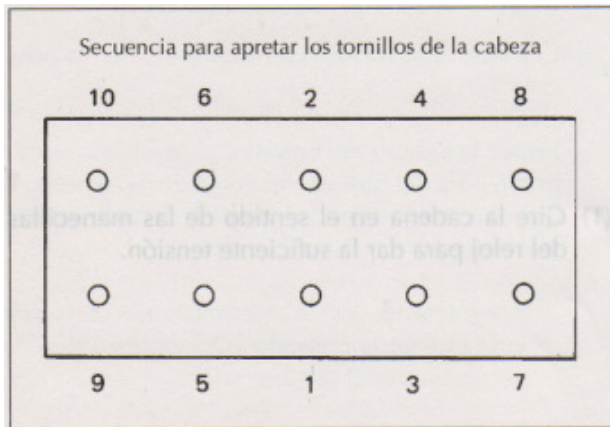 Secuencia para apretar los tornillos de la cabeza
10 6 2 4 8
(1) Gire la cadena en el sentido de las manecillas
del reloj para dar la suficiente tensión.
9 5 1 3 7